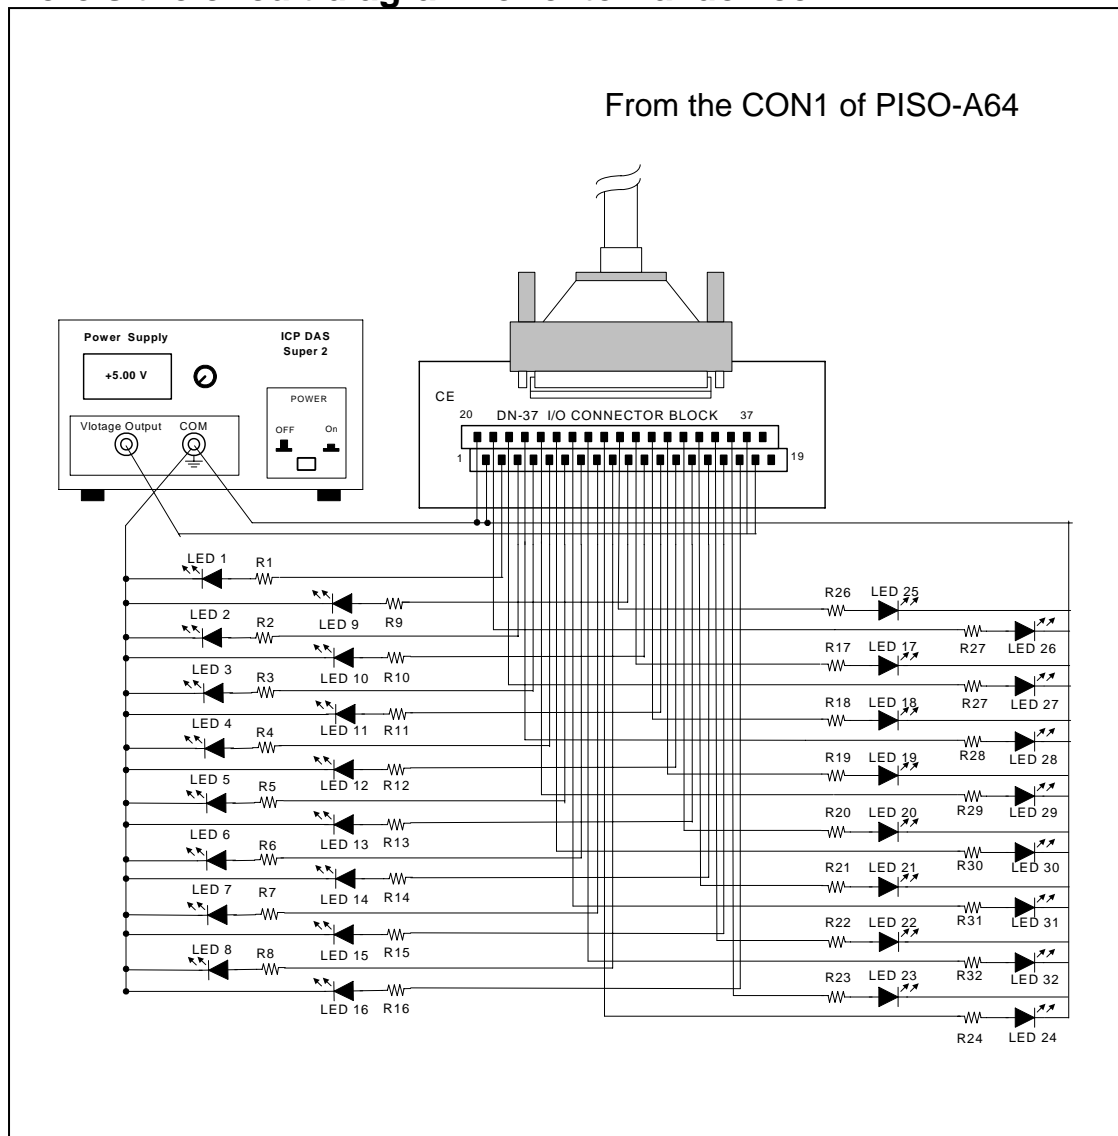 From the CON1 of PISO-A64
Power Supply
ICP DAS
Super 2
+5.00 V
POWER
OFF
On
Vlotage Output
COM
CE
20
DN-37 I/O CONNECTOR BLOCK
37
1
19
LED 1
R1
LED 9
R9
LED 2
R2
LED 10
R10
LED 3
R3
LED 11
R11
LED 4
R4
LED 12
R12
LED 5
R5
LED 13
R13
LED 6
R6
LED 14
R14
LED 7
R7
LED 15
R15
LED 8
R8
LED 16
R16
R26
LED 25
R27
LED 26
R17
LED 17
R27
LED 27
R18
LED 18
R28
LED 28
R19
LED 19
R29
LED 29
R20
LED 20
R30
LED 30
R21
LED 21
R31
LED 31
R22
LED 22
R32
LED 32
R23
LED 23
R24
LED 24